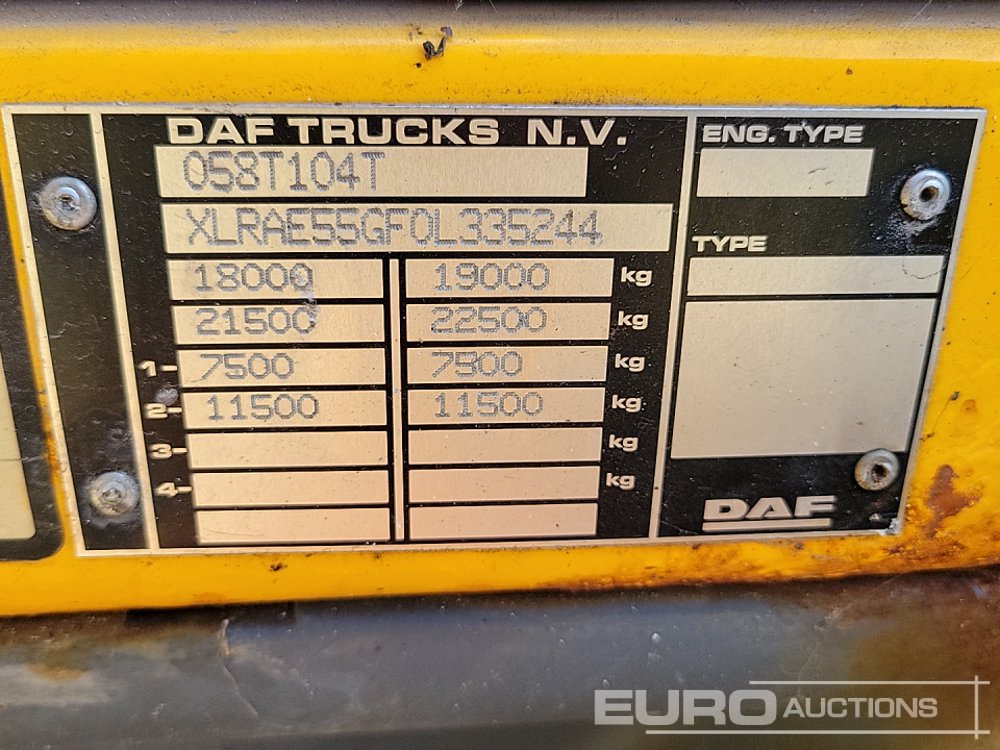 DAF TRUCKS N.V.
058T104T
XLRAE55GF0L335244
18000 19000 kg
21500 22500 kg
1- 7500 7900 kg
2- 11500 11500 kg
3- kg
4- kg
ENG. TYPE
TYPE
DAF
EURO AUCTIONS